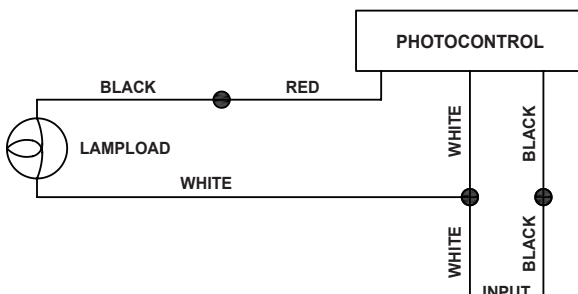 PHOTOCONTROL
BLACK
RED
LAMPLOAD
WHITE
WHITE
BLACK
WHITE
BLACK
INPUT